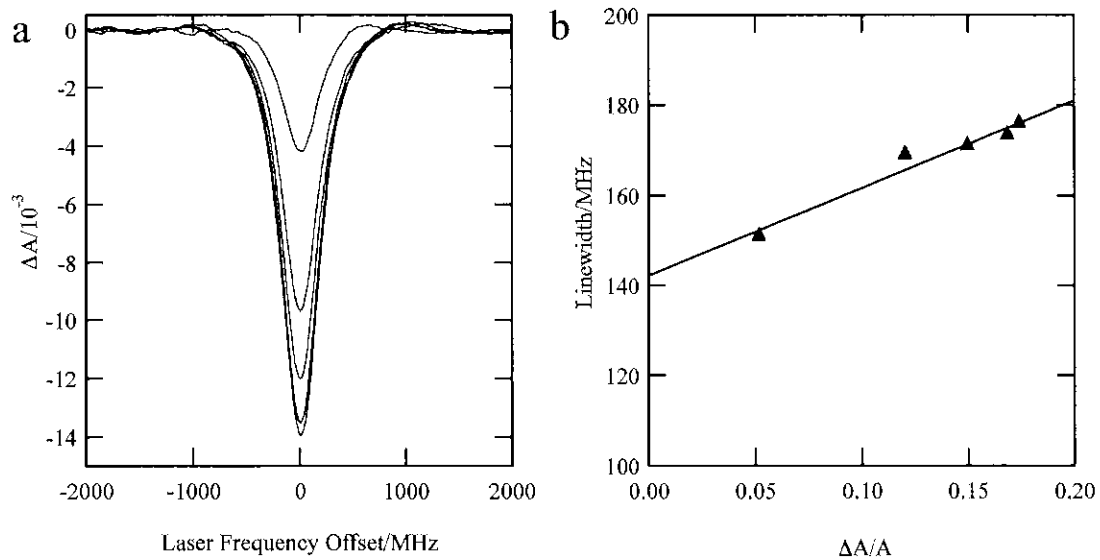 a
0
-2
-4
-6
-8
-10
-12
-14
ΔA/10⁻³
-2000 -1000 0 1000 2000
Laser Frequency Offset/MHz
b
200
180
160
140
120
100
Linewidth/MHz
0.00 0.05 0.10 0.15 0.20
ΔA/A